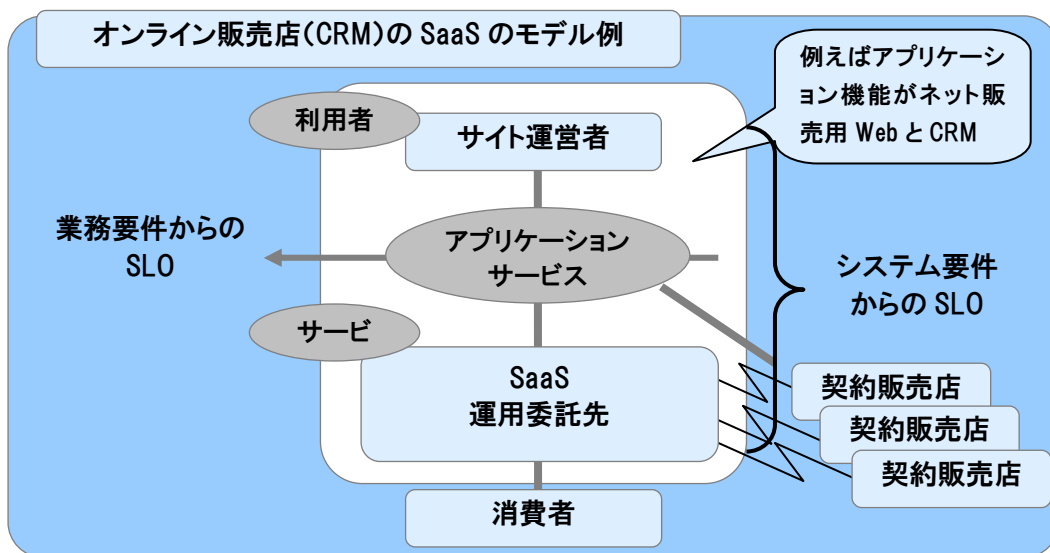 オンライン販売店(CRM)の SaaS のモデル例
例えばアプリケーシ
ョン機能がネット販
売用 Web と CRM
利用者
サイト運営者
業務要件からの
SLO
アプリケーション
サービス
システム要件
からの SLO
サービ
SaaS
運用委託先
契約販売店
契約販売店
契約販売店
消費者